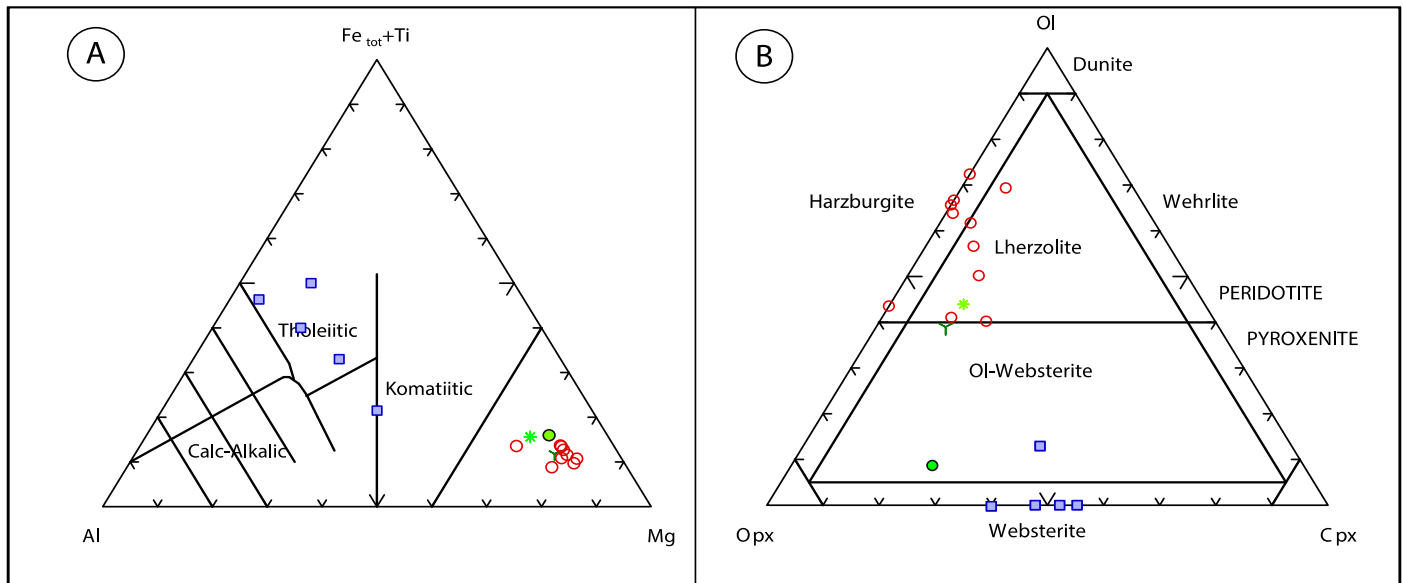 A
Fe tot+Ti
Tholeiitic
Komatiitic
Calc-Alkalic
Al
Mg
B
Ol
Dunite
Harzburgite
Wehrlite
Lherzolite
PERIDOTITE
PYROXENITE
Ol-Websterite
Websterite
Opx
Cpx